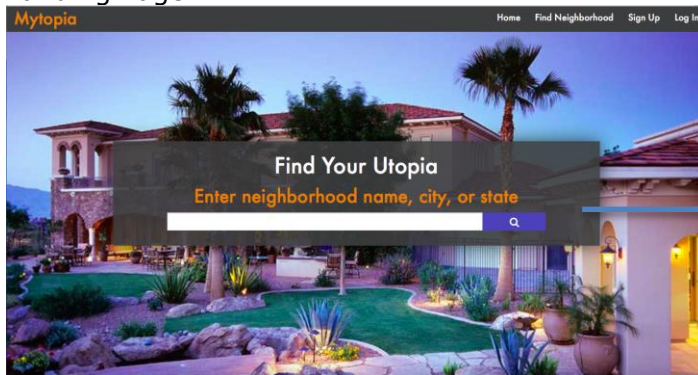 Mytopia Home Find Neighborhood Sign Up Log In
Find Your Utopia
Enter neighborhood name, city, or state